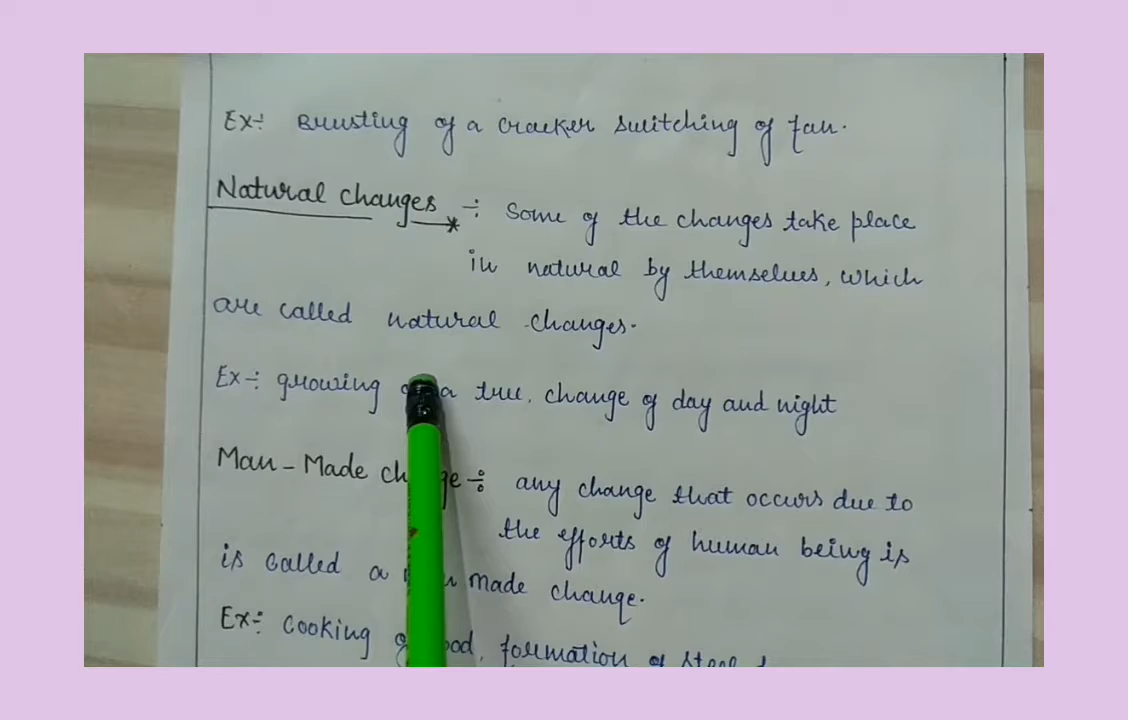 Ex÷ Bursting of a cracker switching of fan.
Natural changes ÷ Some of the changes take place
in natural by themselves, which
are called natural changes.
Ex÷ growing a tree. change of day and night
Man-Made ÷ any change that occurs due to
the efforts of human being is
is called a made change.
Ex÷ cooking formation of steel